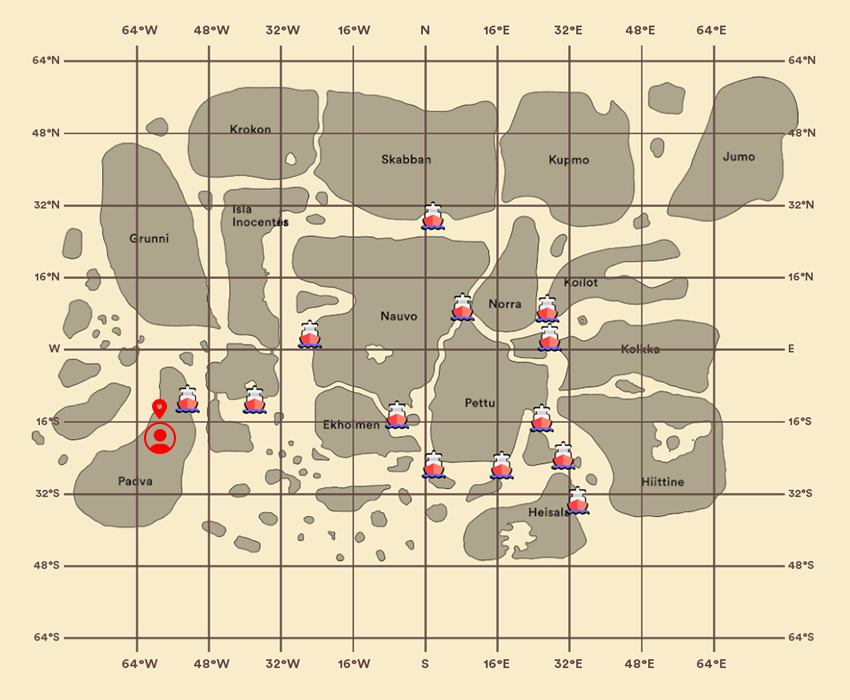 64°W 48°W 32°W 16°W N 16°E 32°E 48°E 64°E
64°N 64°N
Krokon
48°N 48°N
Skabban Kupmo Jumo
32°N 32°N
Isla
Inocentes
Grunni
16°N 16°N
Koilot
Norra
Nauvo
W E
Kolkka
Pettu
16°S 16°S
Ekholmen
Padva Hiittine
32°S 32°S
Heisala
48°S 48°S
64°S 64°S
64°W 48°W 32°W 16°W S 16°E 32°E 48°E 64°E